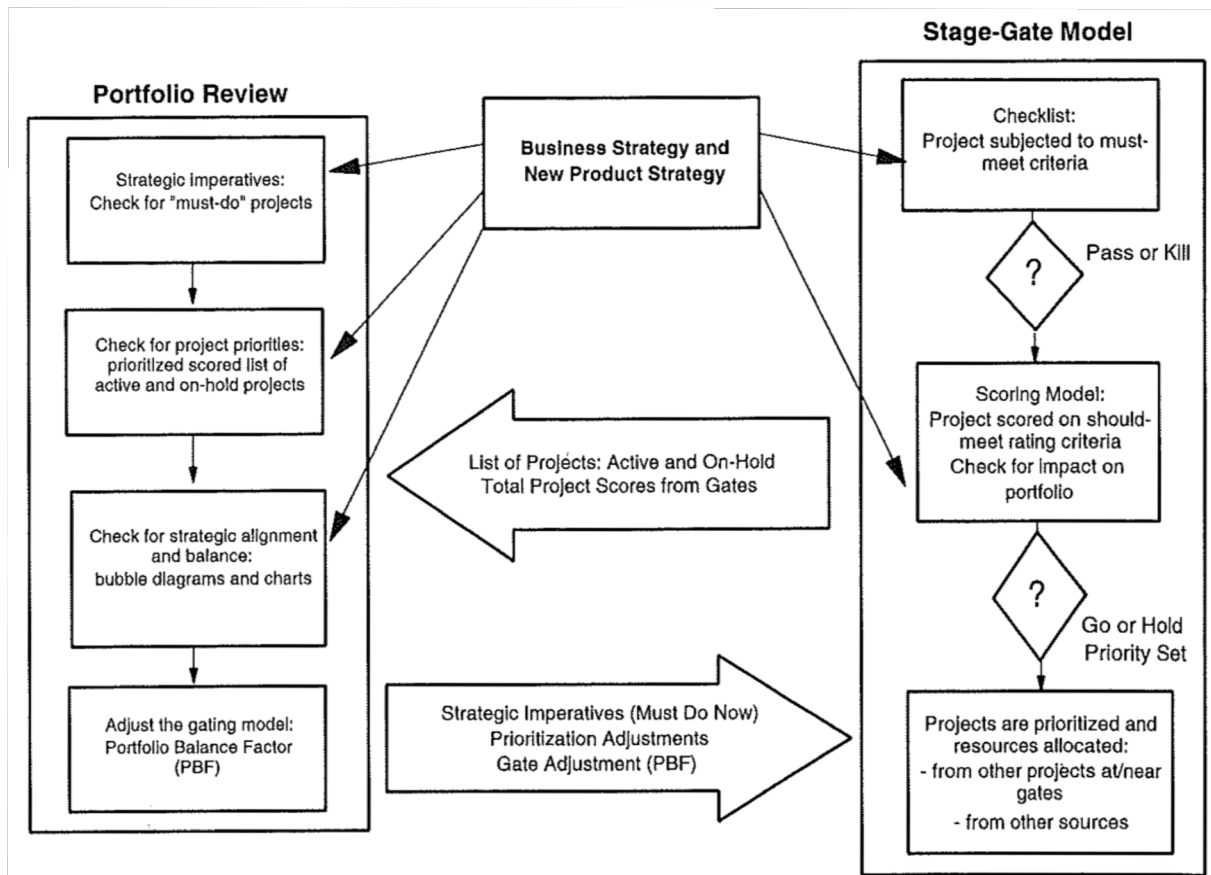 Stage-Gate Model
Portfolio Review
Strategic imperatives:
Check for "must-do" projects
Check for project priorities:
prioritized scored list of
active and on-hold projects
Check for strategic alignment
and balance:
bubble diagrams and charts
Adjust the gating model:
Portfolio Balance Factor
(PBF)
Business Strategy and
New Product Strategy
List of Projects: Active and On-Hold
Total Project Scores from Gates
Strategic Imperatives (Must Do Now)
Prioritization Adjustments
Gate Adjustment (PBF)
Checklist:
Project subjected to must-
meet criteria
?
Pass or Kill
Scoring Model:
Project scored on should-
meet rating criteria
Check for impact on
portfolio
?
Go or Hold
Priority Set
Projects are prioritized and
resources allocated:
- from other projects at/near
gates
- from other sources